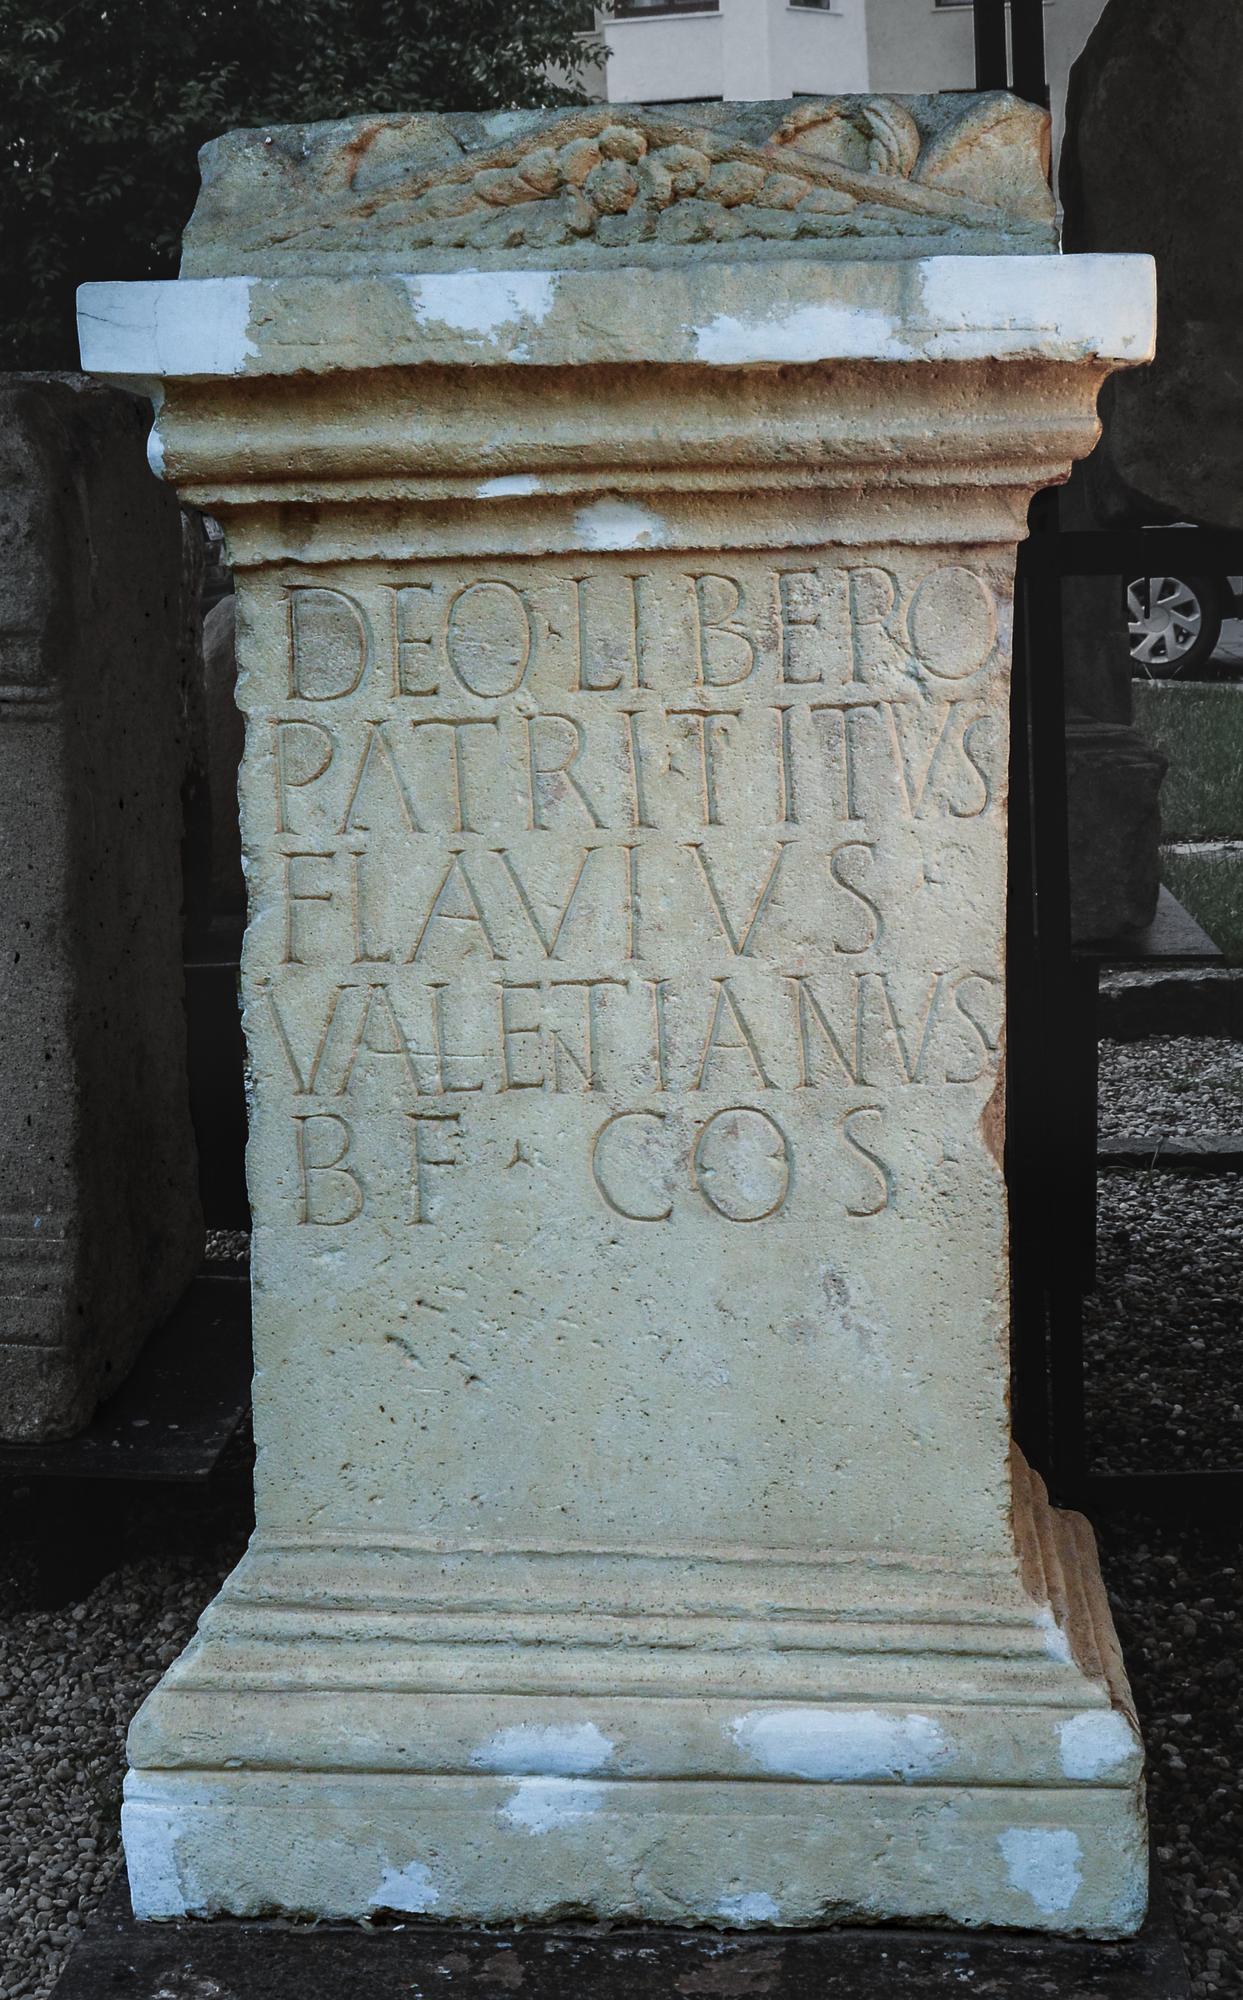 DEO·LIBERO
PATRI·T·TITVS
FLAVIVS
VALENTIANVS
BF · COS